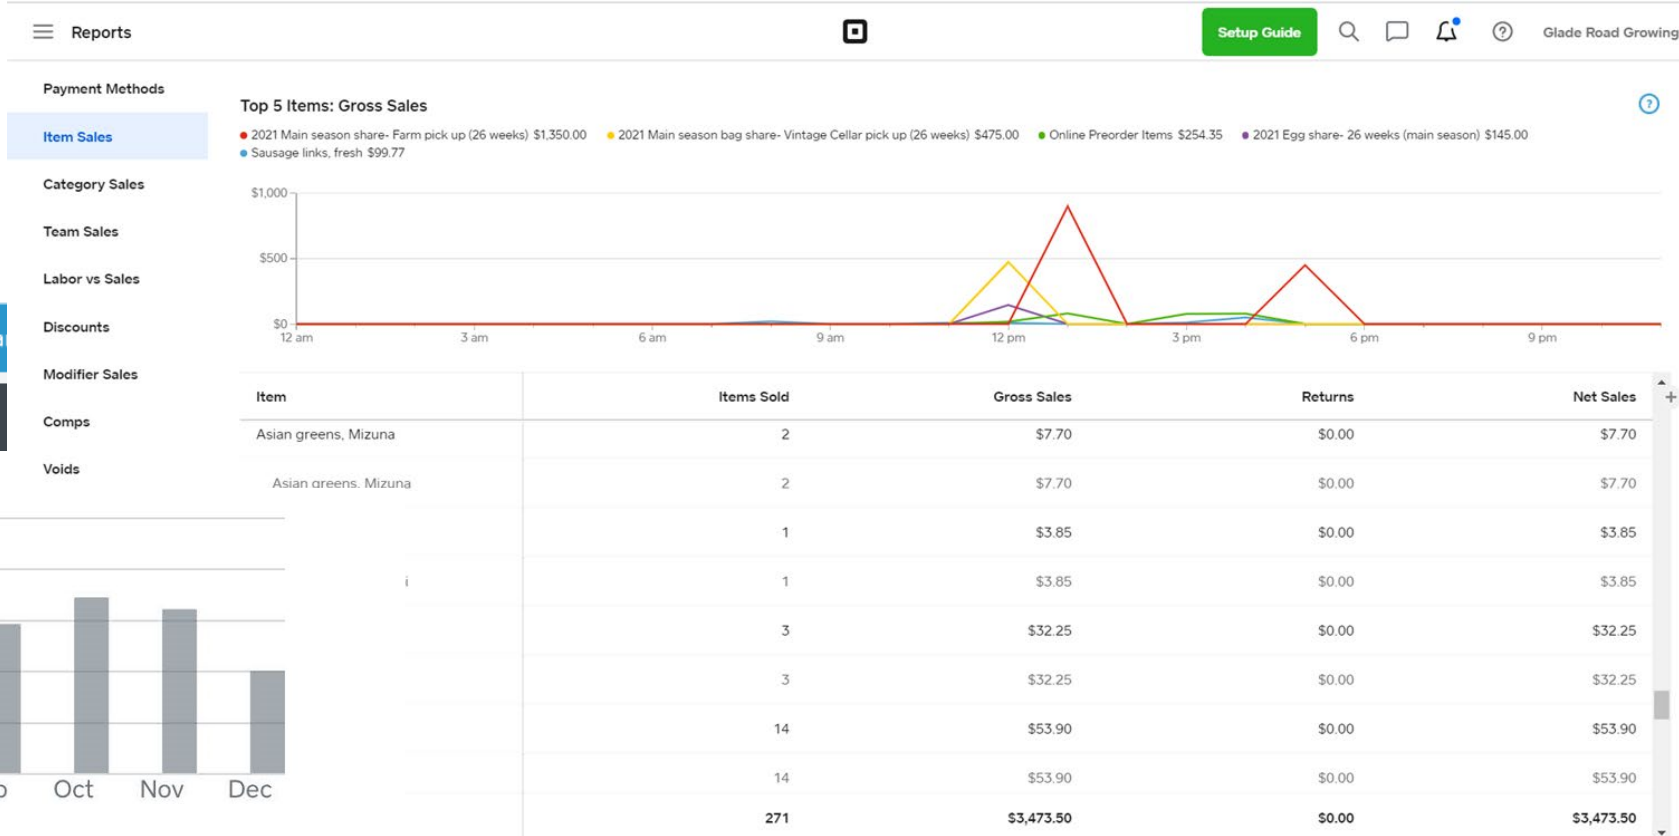 Reports
Setup Guide
Glade Road Growing
Payment Methods
Item Sales
Category Sales
Team Sales
Labor vs Sales
Discounts
Modifier Sales
Comps
Voids
Top 5 Items: Gross Sales
2021 Main season share- Farm pick up (26 weeks) $1,350.00 2021 Main season bag share- Vintage Cellar pick up (26 weeks) $475.00 Online Preorder Items $254.35 2021 Egg share- 26 weeks (main season) $145.00
Sausage links, fresh $99.77
$1,000
$500
$0
12 am 3 am 6 am 9 am 12 pm 3 pm 6 pm 9 pm
Item Items Sold Gross Sales Returns Net Sales
Asian greens, Mizuna 2 $7.70 $0.00 $7.70
Asian greens, Mizuna 2 $7.70 $0.00 $7.70
1 $3.85 $0.00 $3.85
i 1 $3.85 $0.00 $3.85
3 $32.25 $0.00 $32.25
3 $32.25 $0.00 $32.25
14 $53.90 $0.00 $53.90
14 $53.90 $0.00 $53.90
271 $3,473.50 $0.00 $3,473.50
Oct Nov Dec